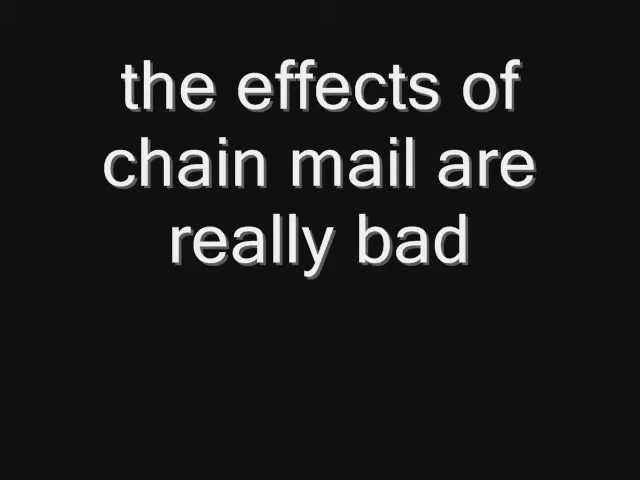 the effects of
chain mail are
really bad